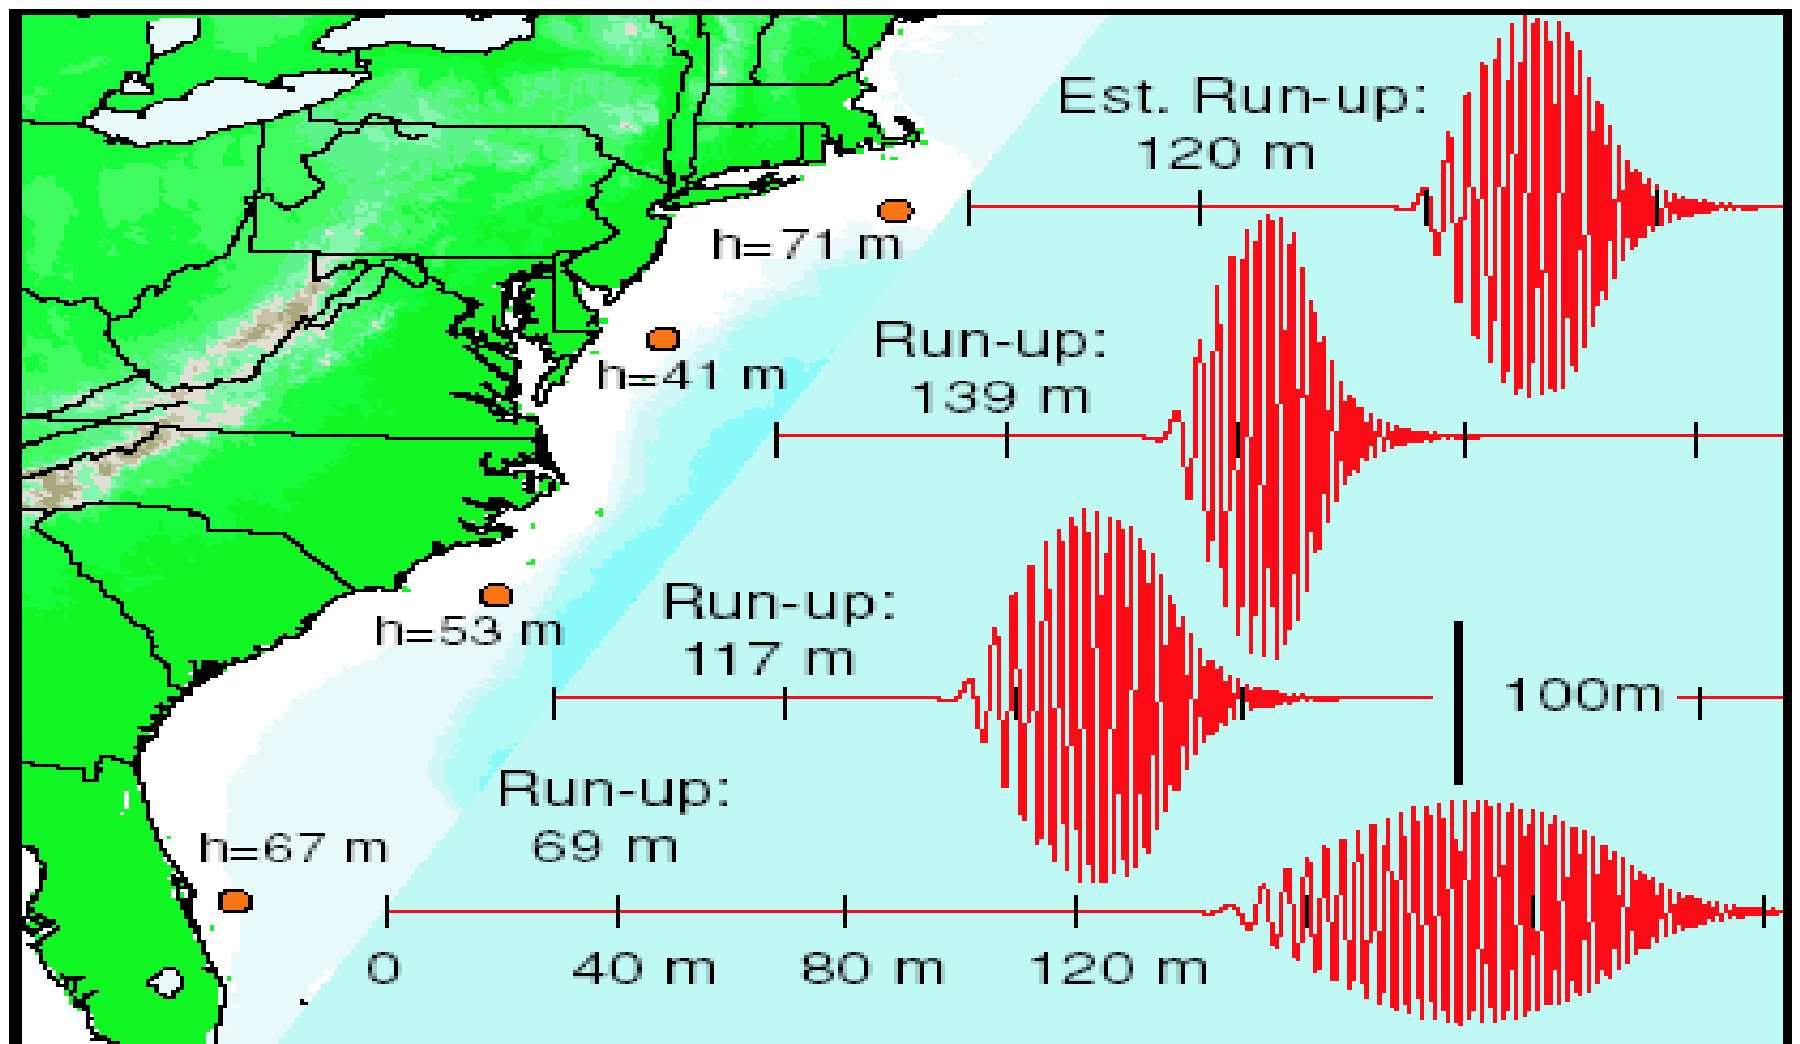 Est. Run-up:
120 m
h=71 m
Run-up:
139 m
h=41 m
Run-up:
117 m
h=53 m
100m
Run-up:
69 m
h=67 m
0 40 m 80 m 120 m